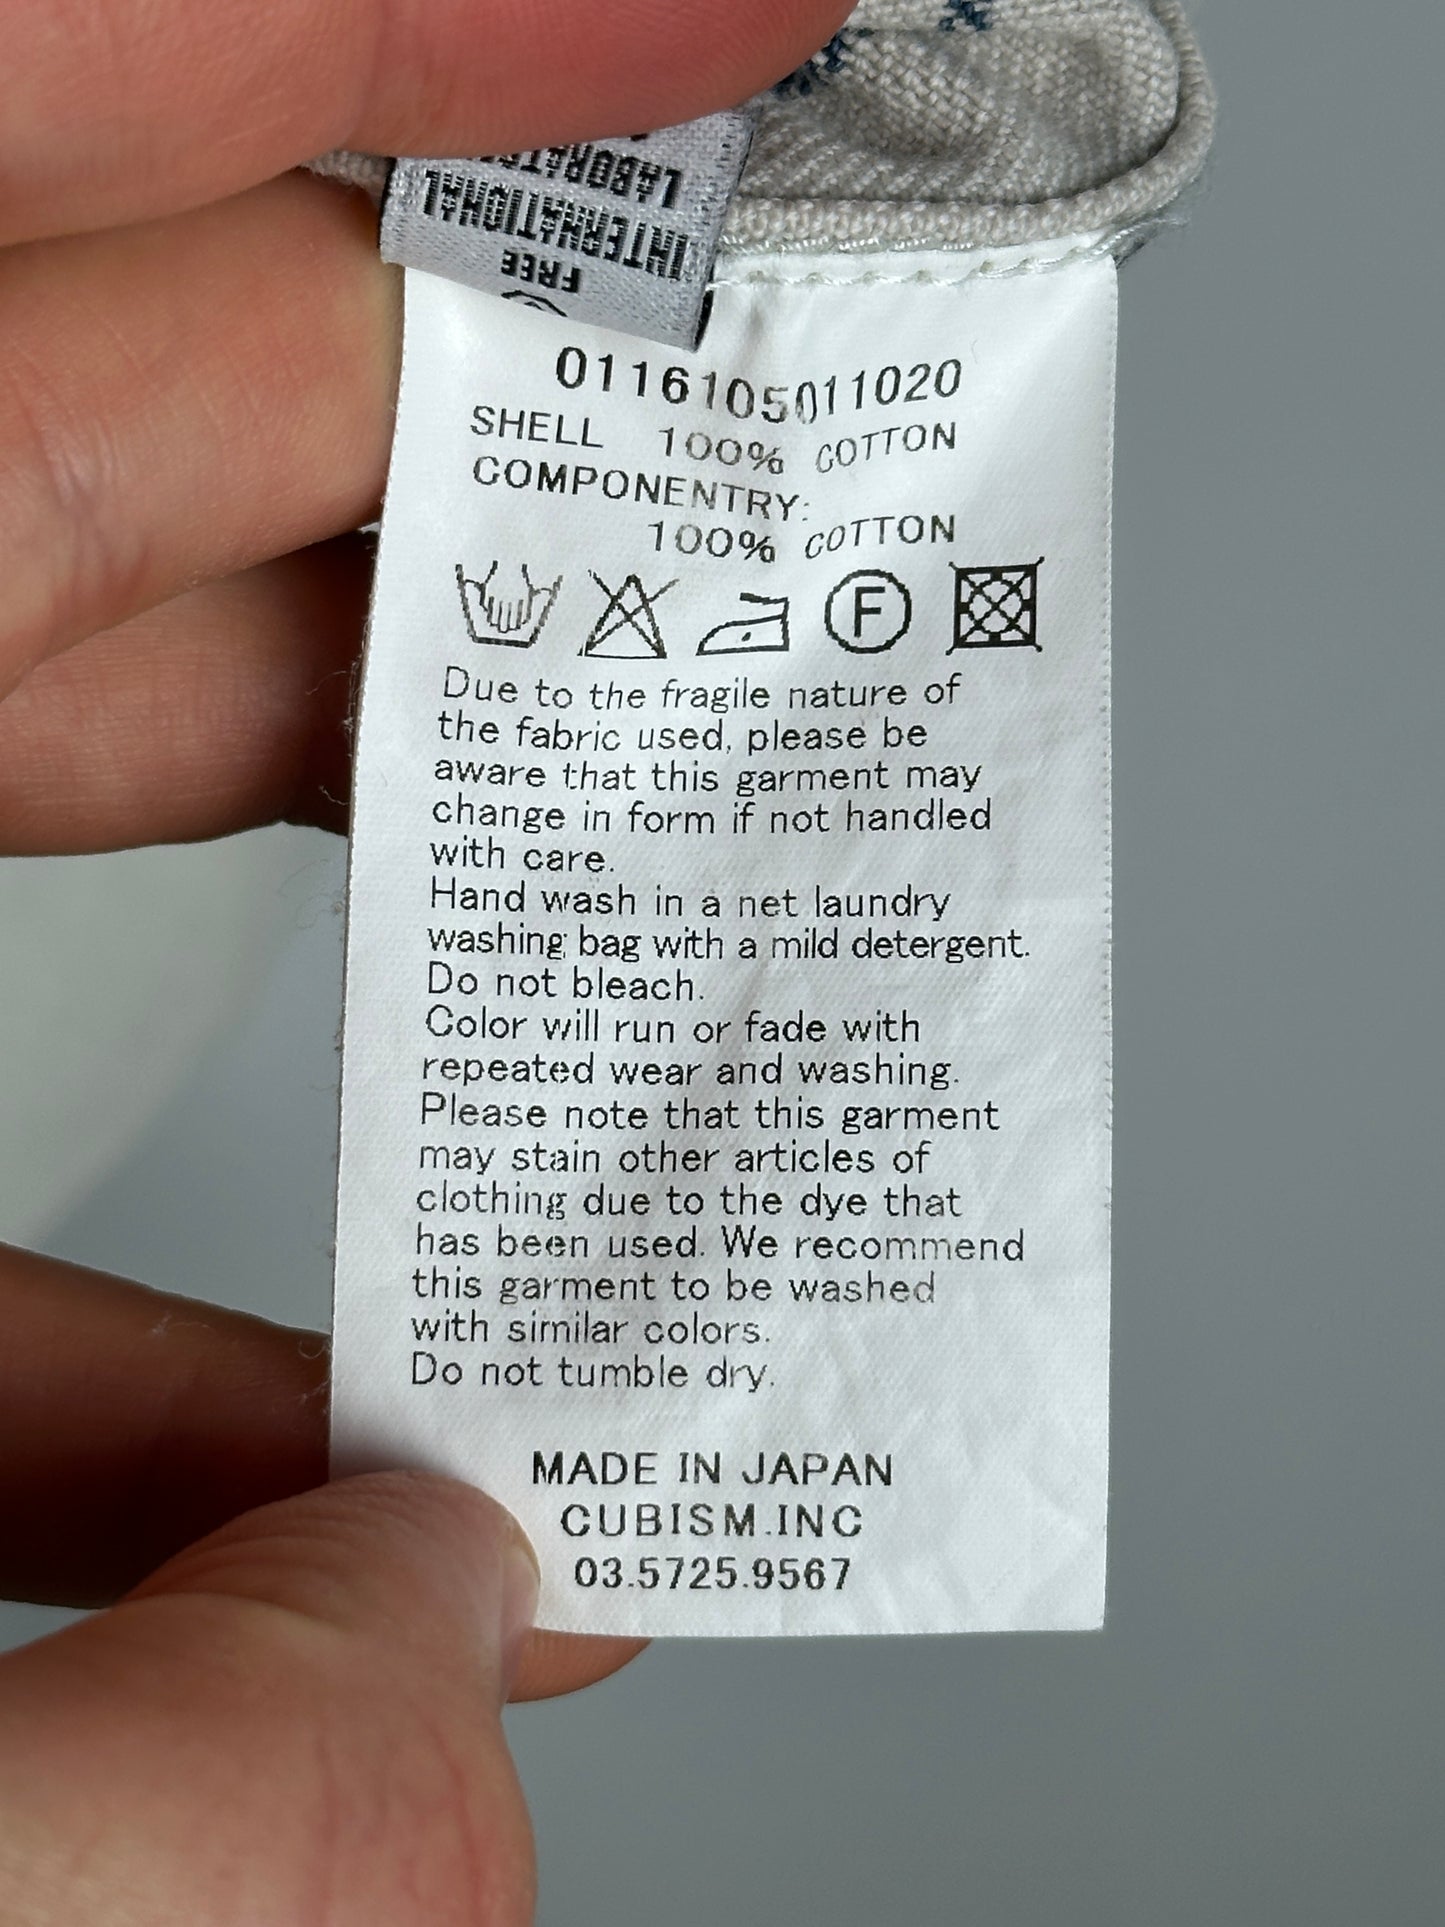 LABORATORY
INTERNATIONAL
FREE
0116105011020
SHELL 100% COTTON
COMPONENTRY:
100% COTTON
F
Due to the fragile nature of
the fabric used, please be
aware that this garment may
change in form if not handled
with care.
Hand wash in a net laundry
washing bag with a mild detergent.
Do not bleach.
Color will run or fade with
repeated wear and washing.
Please note that this garment
may stain other articles of
clothing due to the dye that
has been used. We recommend
this garment to be washed
with similar colors.
Do not tumble dry.
MADE IN JAPAN
CUBISM.INC
03.5725.9567